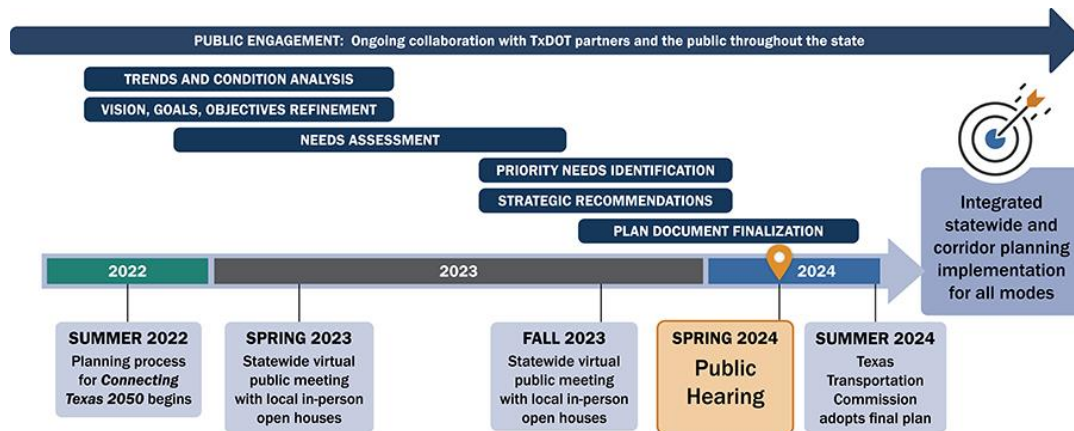 PUBLIC ENGAGEMENT: Ongoing collaboration with TxDOT partners and the public throughout the state
TRENDS AND CONDITION ANALYSIS
VISION, GOALS, OBJECTIVES REFINEMENT
NEEDS ASSESSMENT
PRIORITY NEEDS IDENTIFICATION
STRATEGIC RECOMMENDATIONS
PLAN DOCUMENT FINALIZATION
Integrated
statewide and
corridor planning
implementation
for all modes
2022
2023
2024
SUMMER 2022
Planning process
for Connecting
Texas 2050 begins
SPRING 2023
Statewide virtual
public meeting
with local in-person
open houses
FALL 2023
Statewide virtual
public meeting
with local in-person
open houses
SPRING 2024
Public
Hearing
SUMMER 2024
Texas
Transportation
Commission
adopts final plan